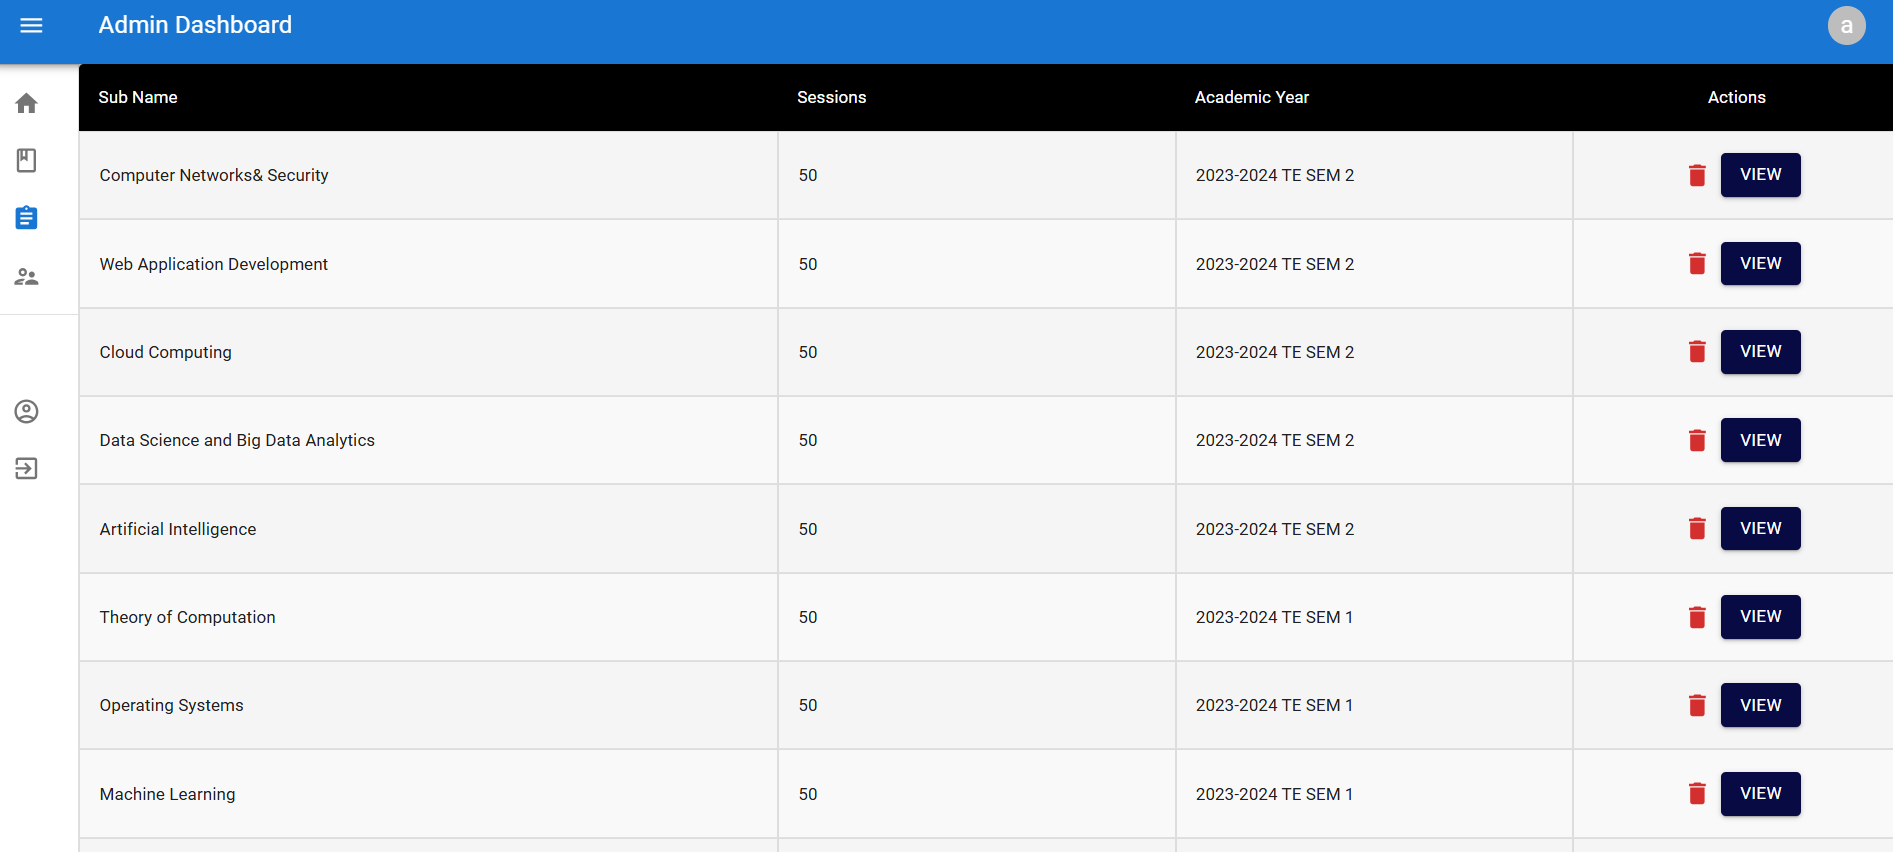 Admin Dashboard
a
Sub Name Sessions Academic Year Actions
Computer Networks& Security 50 2023-2024 TE SEM 2 VIEW
Web Application Development 50 2023-2024 TE SEM 2 VIEW
Cloud Computing 50 2023-2024 TE SEM 2 VIEW
Data Science and Big Data Analytics 50 2023-2024 TE SEM 2 VIEW
Artificial Intelligence 50 2023-2024 TE SEM 2 VIEW
Theory of Computation 50 2023-2024 TE SEM 1 VIEW
Operating Systems 50 2023-2024 TE SEM 1 VIEW
Machine Learning 50 2023-2024 TE SEM 1 VIEW